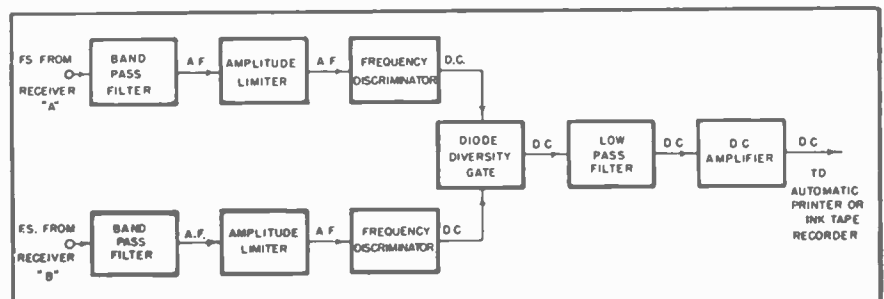 FS. FROM
RECEIVER
"A"
BAND
PASS
FILTER
A F.
AMPLITUDE
LIMITER
A F.
FREQUENCY
DISCRIMINATOR
D.C.
DIODE
DIVERSITY
GATE
D C
LOW
PASS
FILTER
D C
D C
AMPLIFIER
D C
TO
AUTOMATIC
PRINTER OR
INK TAPE
RECORDER
F.S. FROM
RECEIVER
"B"
BAND
PASS
FILTER
A.F.
AMPLITUDE
LIMITER
A F
FREQUENCY
DISCRIMINATOR
D C